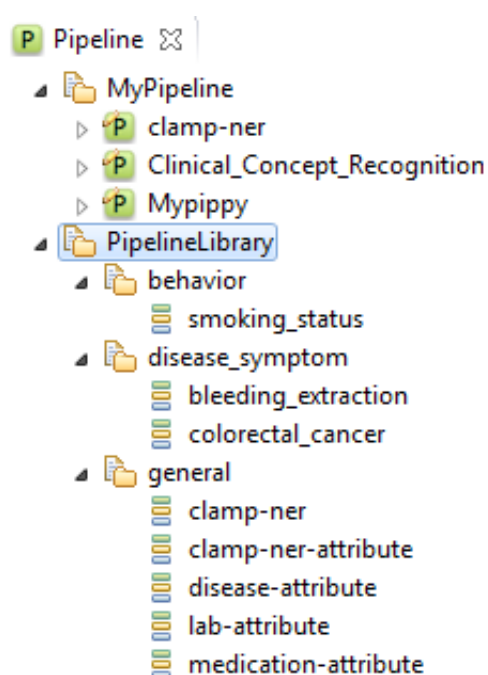 P Pipeline
MyPipeline
P clamp-ner
P Clinical_Concept_Recognition
P Mypippy
PipelineLibrary
behavior
smoking_status
disease_symptom
bleeding_extraction
colorectal_cancer
general
clamp-ner
clamp-ner-attribute
disease-attribute
lab-attribute
medication-attribute